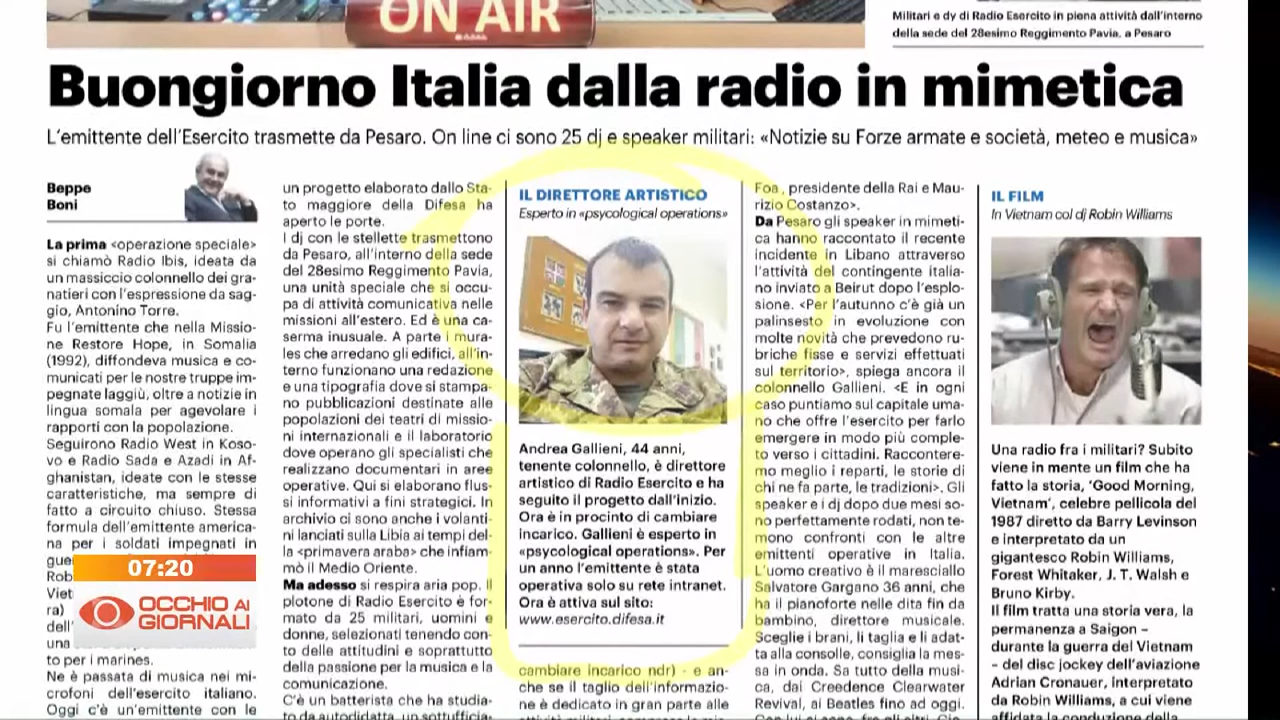 ON AIR
Militari e dy di Radio Esercito in piena attività dall'interno
della sede del 28esimo Reggimento Pavia, a Pesaro
Buongiorno Italia dalla radio in mimetica
L'emittente dell'Esercito trasmette da Pesaro. On line ci sono 25 dj e speaker militari: «Notizie su Forze armate e società, meteo e musica»
Beppe
Boni
La prima <operazione speciale>
si chiamò Radio Ibis, ideata da
un massiccio colonnello dei gra-
natieri con l'espressione da sag-
gio, Antonino Torre.
Fu l'emittente che nella Missio-
ne Restore Hope, in Somalia
(1992), diffondeva musica e co-
municati per le nostre truppe im-
pegnate laggiù, oltre a notizie in
lingua somala per agevolare i
rapporti con la popolazione.
Seguirono Radio West in Koso-
vo e Radio Sada e Azadi in Af-
ghanistan, ideate con le stesse
caratteristiche, ma sempre di
fatto a circuito chiuso. Stessa
formula dell'emittente america-
na per i soldati impegnati in
gue
Rob
Viet
ra)
dell'
una
to per i marines.
Ne è passata di musica nei mi-
crofoni dell'esercito italiano.
Oggi c'è un'emittente con le
un progetto elaborato dallo Sta-
to maggiore della Difesa ha
aperto le porte.
I dj con le stellette trasmettono
da Pesaro, all'interno della sede
del 28esimo Reggimento Pavia,
una unità speciale che si occu-
pa di attività comunicativa nelle
missioni all'estero. Ed è una ca-
serma inusuale. A parte i mura-
les che arredano gli edifici, all'in-
terno funzionano una redazione
e una tipografia dove si stampa-
no pubblicazioni destinate alle
popolazioni dei teatri di missio-
ni internazionali e il laboratorio
dove operano gli specialisti che
realizzano documentari in aree
operative. Qui si elaborano flus-
si informativi a fini strategici. In
archivio ci sono anche i volanti-
ni lanciati sulla Libia ai tempi del-
la <primavera araba> che infiam-
mò il Medio Oriente.
Ma adesso si respira aria pop. Il
plotone di Radio Esercito è for-
mato da 25 militari, uomini e
donne, selezionati tenendo con-
to delle attitudini e soprattutto
della passione per la musica e la
comunicazione.
C'è un batterista che ha studia-
to da autodidatta, un sottufficia-
IL DIRETTORE ARTISTICO
Esperto in «psycological operations»
Andrea Gallieni, 44 anni,
tenente colonnello, è direttore
artistico di Radio Esercito e ha
seguito il progetto dall'inizio.
Ora è in procinto di cambiare
incarico. Gallieni è esperto in
«psycological operations». Per
un anno l'emittente è stata
operativa solo su rete intranet.
Ora è attiva sul sito:
www.esercito.difesa.it
cambiare incarico ndr) - e an-
che se il taglio dell'informazio-
ne è dedicato in gran parte alle
Foa , presidente della Rai e Mau-
rizio Costanzo>.
Da Pesaro gli speaker in mimeti-
ca hanno raccontato il recente
incidente in Libano attraverso
l'attività del contingente italia-
no inviato a Beirut dopo l'esplo-
sione. <Per l'autunno c'è già un
palinsesto in evoluzione con
molte novità che prevedono ru-
briche fisse e servizi effettuati
sul territorio>, spiega ancora il
colonnello Gallieni. <E in ogni
caso puntiamo sul capitale uma-
no che offre l'esercito per farlo
emergere in modo più comple-
to verso i cittadini. Raccontere-
mo meglio i reparti, le storie di
chi ne fa parte, le tradizioni>. Gli
speaker e i dj dopo due mesi so-
no perfettamente rodati, non te-
mono confronti con le altre
emittenti operative in Italia.
L'uomo creativo è il maresciallo
Salvatore Gargano 36 anni, che
ha il pianoforte nelle dita fin da
bambino, direttore musicale.
Sceglie i brani, li taglia e li adat-
ta alla consolle, consiglia la mes-
sa in onda. Sa tutto della musi-
ca, dai Creedence Clearwater
Revival, ai Beatles fino ad oggi.
IL FILM
In Vietnam col dj Robin Williams
Una radio fra i militari? Subito
viene in mente un film che ha
fatto la storia, 'Good Morning,
Vietnam', celebre pellicola del
1987 diretto da Barry Levinson
e interpretato da un
gigantesco Robin Williams,
Forest Whitaker, J. T. Walsh e
Bruno Kirby.
Il film tratta una storia vera, la
permanenza a Saigon –
durante la guerra del Vietnam
– del disc jockey dell'aviazione
Adrian Cronauer, interpretato
da Robin Williams, a cui viene
affidata la conduzione della
07:20
OCCHIO AI
GIORNALI